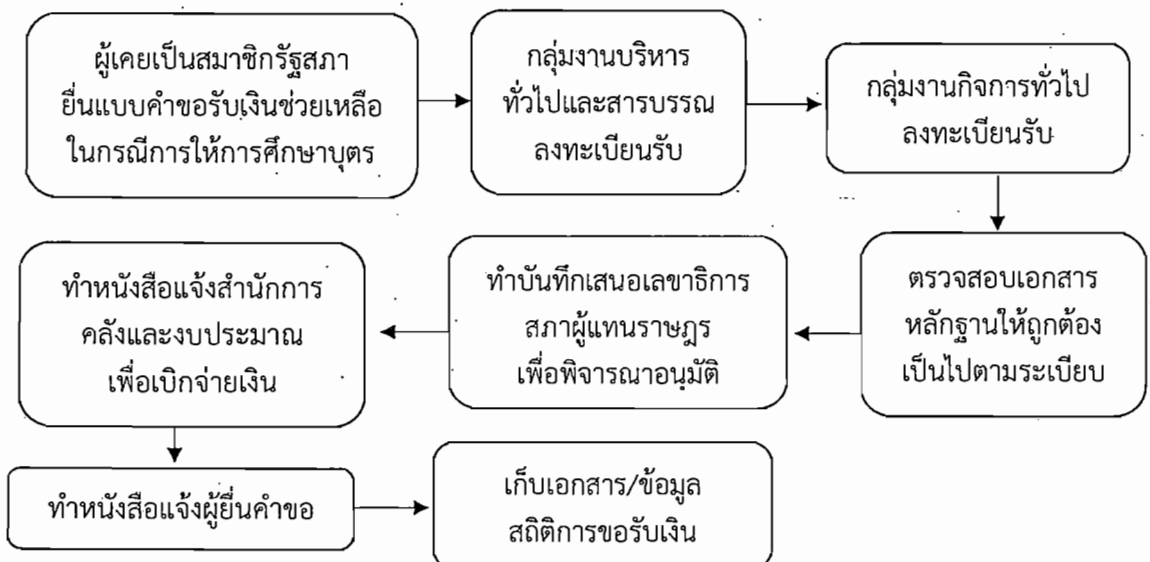 ผู้เคยเป็นสมาชิกรัฐสภา
ยื่นแบบคำขอรับเงินช่วยเหลือ
ในกรณีการให้การศึกษาบุตร
กลุ่มงานบริหาร
ทั่วไปและสารบรรณ
ลงทะเบียนรับ
กลุ่มงานกิจการทั่วไป
ลงทะเบียนรับ
ตรวจสอบเอกสาร
หลักฐานให้ถูกต้อง
เป็นไปตามระเบียบ
ทำบันทึกเสนอเลขาธิการ
สภาผู้แทนราษฎร
เพื่อพิจารณาอนุมัติ
ทำหนังสือแจ้งสำนักการ
คลังและงบประมาณ
เพื่อเบิกจ่ายเงิน
ทำหนังสือแจ้งผู้ยื่นคำขอ
เก็บเอกสาร/ข้อมูล
สถิติการขอรับเงิน